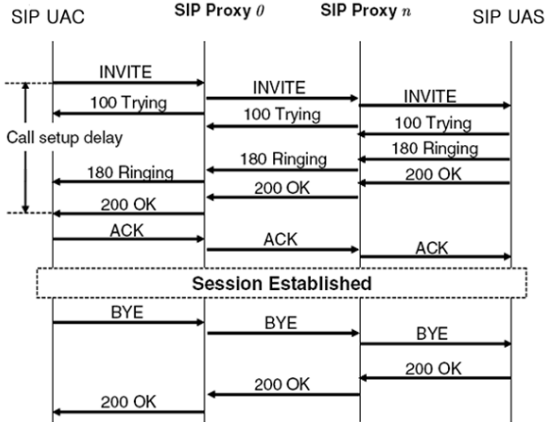 SIP UAC
SIP Proxy 0
SIP Proxy n
SIP UAS
INVITE
INVITE
INVITE
100 Trying
100 Trying
100 Trying
Call setup delay
180 Ringing
180 Ringing
180 Ringing
200 OK
200 OK
200 OK
ACK
ACK
ACK
Session Established
BYE
BYE
BYE
200 OK
200 OK
200 OK